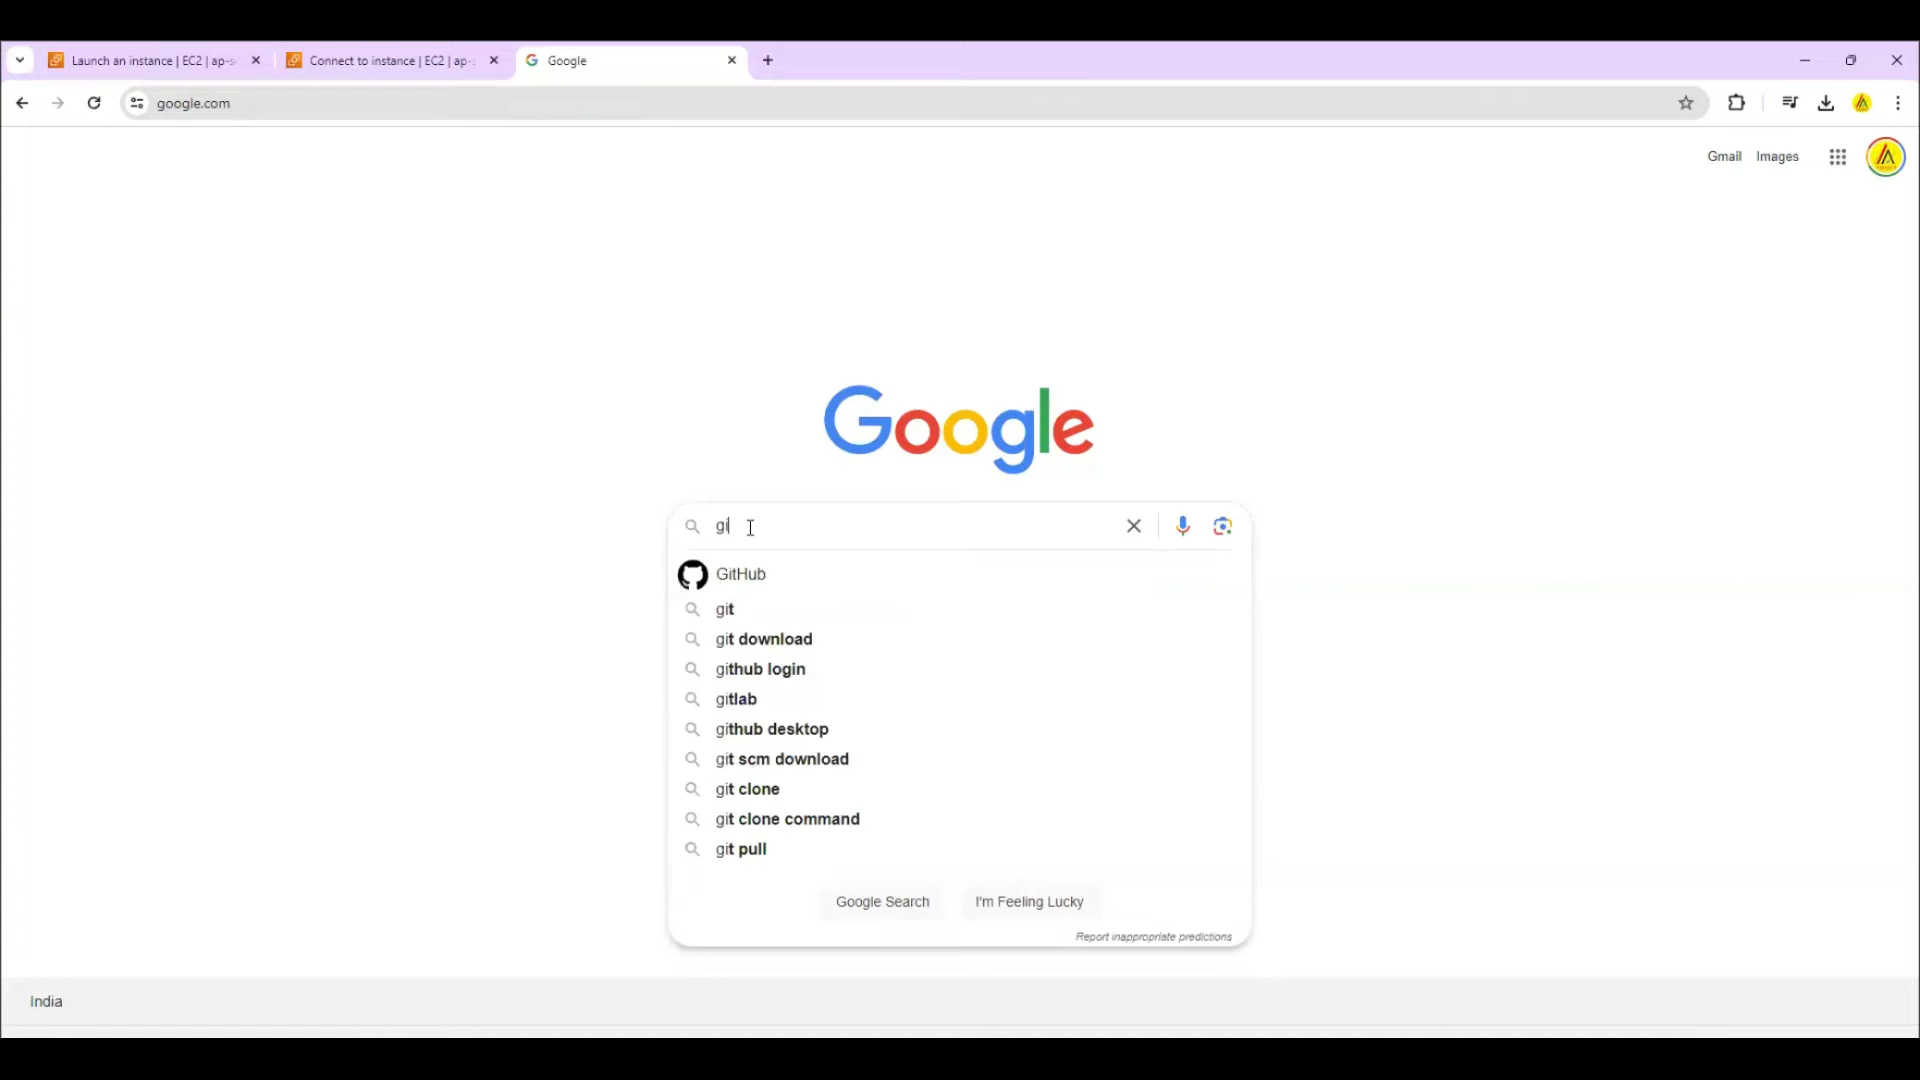 Launch an instance | EC2 | ap-s
Connect to instance | EC2 | ap-
Google
google.com
Gmail
Images
Google
gi
GitHub
git
git download
github login
gitlab
github desktop
git scm download
git clone
git clone command
git pull
Google Search
I'm Feeling Lucky
Report inappropriate predictions
India